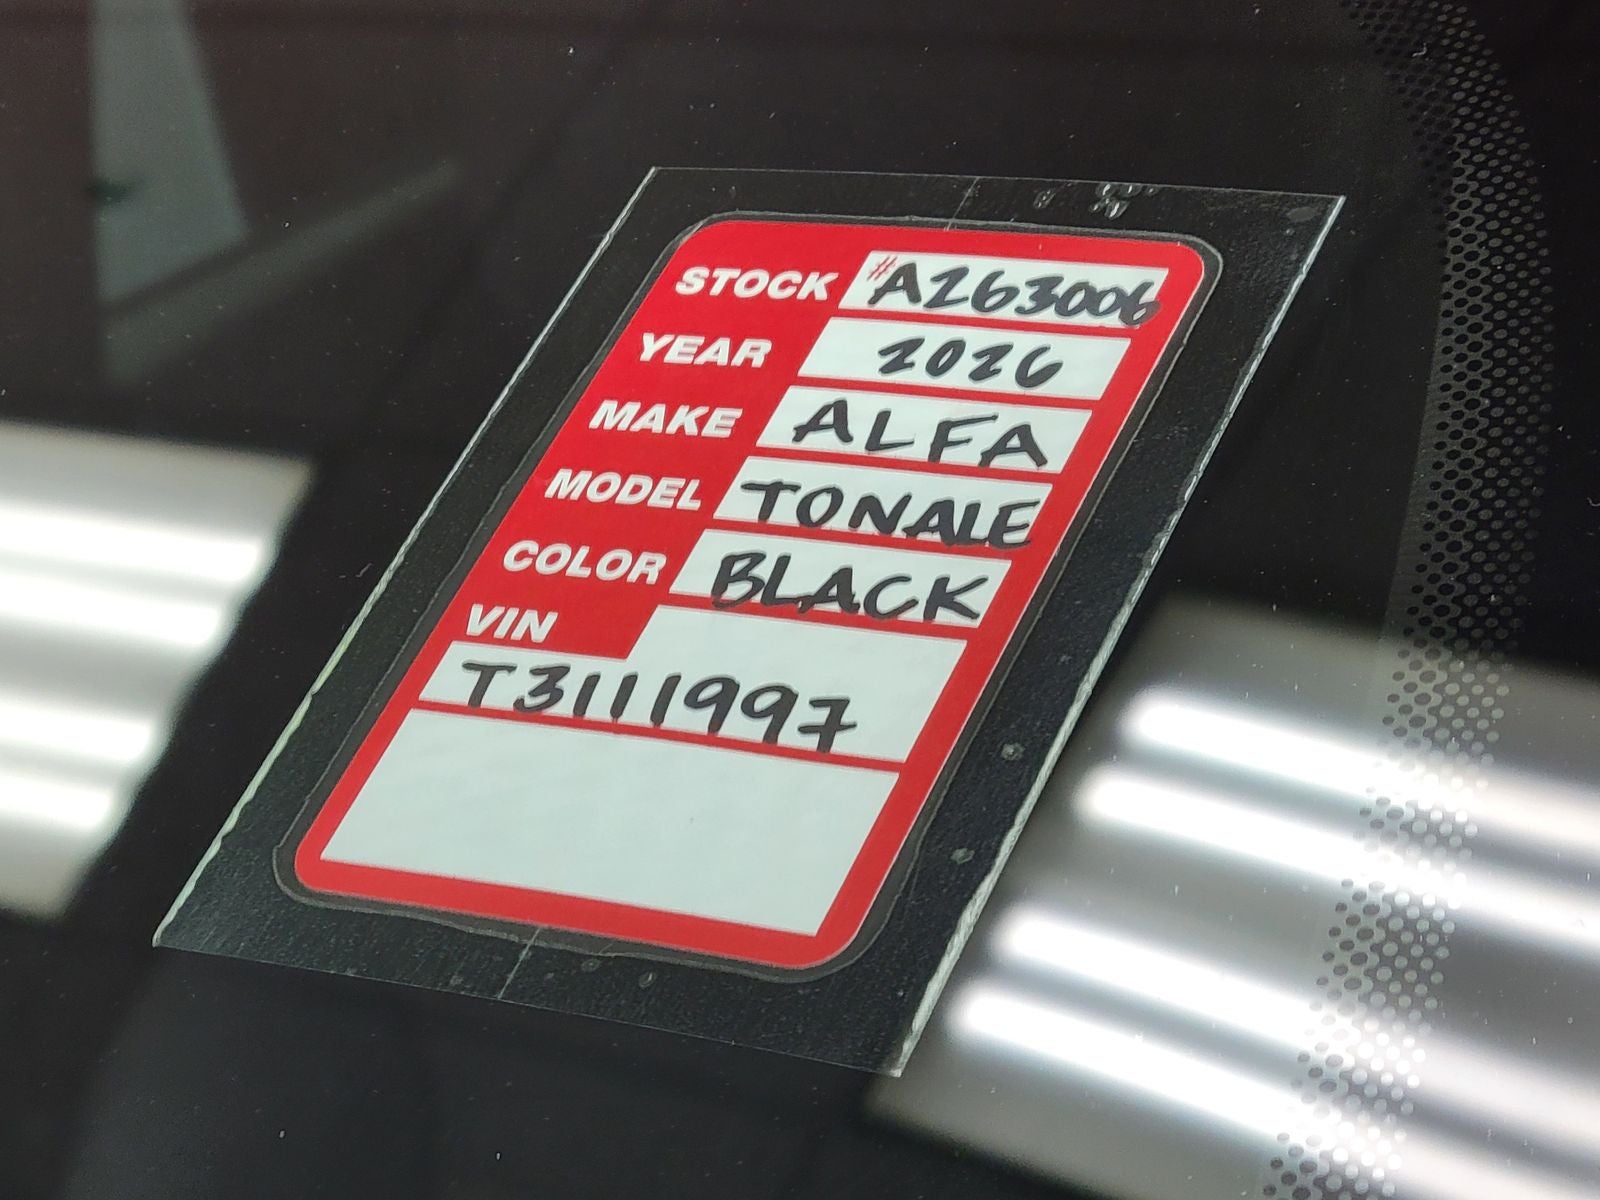 STOCK #A263006
YEAR 2026
MAKE ALFA
MODEL TONALE
COLOR BLACK
VIN
T3111997